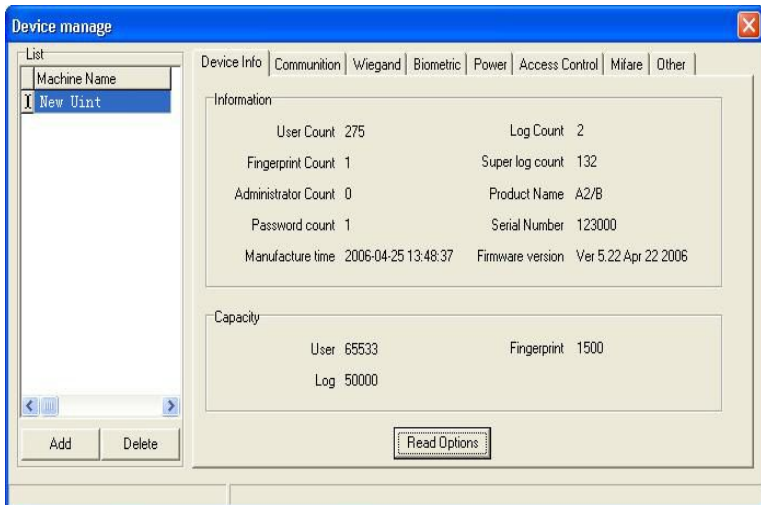 Device manage
List
Machine Name
New Uint
Add Delete
Device Info Communition Wiegand Biometric Power Access Control Mifare Other
Information
User Count 275 Log Count 2
Fingerprint Count 1 Super log count 132
Administrator Count 0 Product Name A2/B
Password count 1 Serial Number 123000
Manufacture time 2006-04-25 13:48:37 Firmware version Ver 5.22 Apr 22 2006
Capacity
User 65533 Fingerprint 1500
Log 50000
Read Options